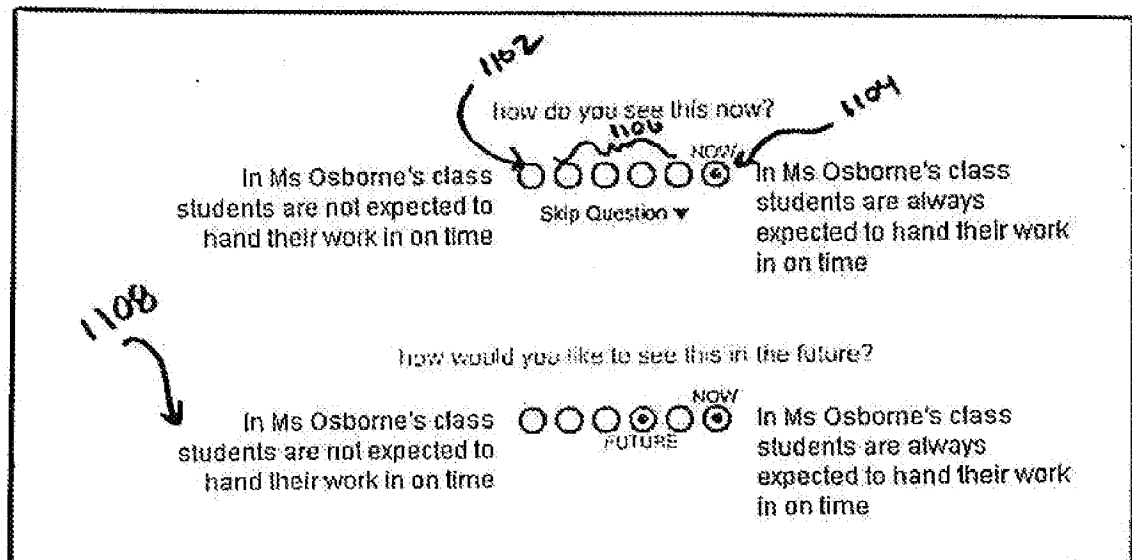 1102
how do you see this now?
1104
1106
NOW
In Ms Osborne's class
students are not expected to
hand their work in on time
Skip Question ▼
In Ms Osborne's class
students are always
expected to hand their work
in on time
1108
how would you like to see this in the future?
NOW
In Ms Osborne's class
students are not expected to
hand their work in on time
FUTURE
In Ms Osborne's class
students are always
expected to hand their work
in on time